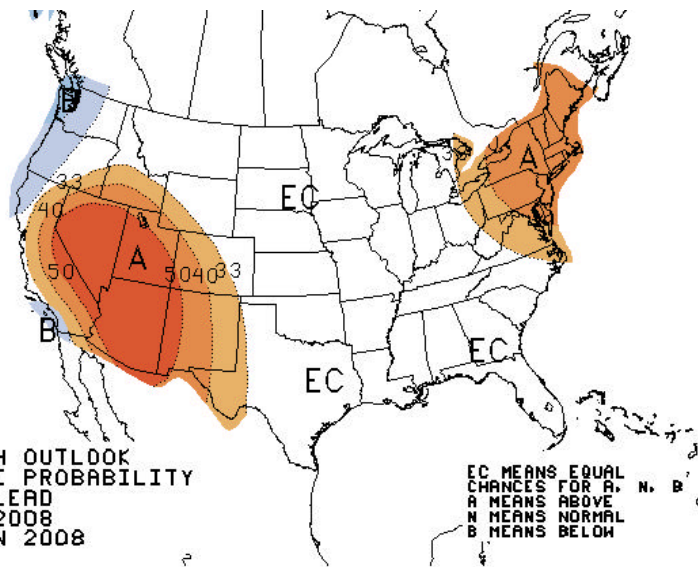 B
A
33
40
EC
A
50
5040 33
B
EC
EC
H OUTLOOK
PROBABILITY
LEAD
2008
N 2008
EC MEANS EQUAL
CHANCES FOR A, N, B
A MEANS ABOVE
N MEANS NORMAL
B MEANS BELOW